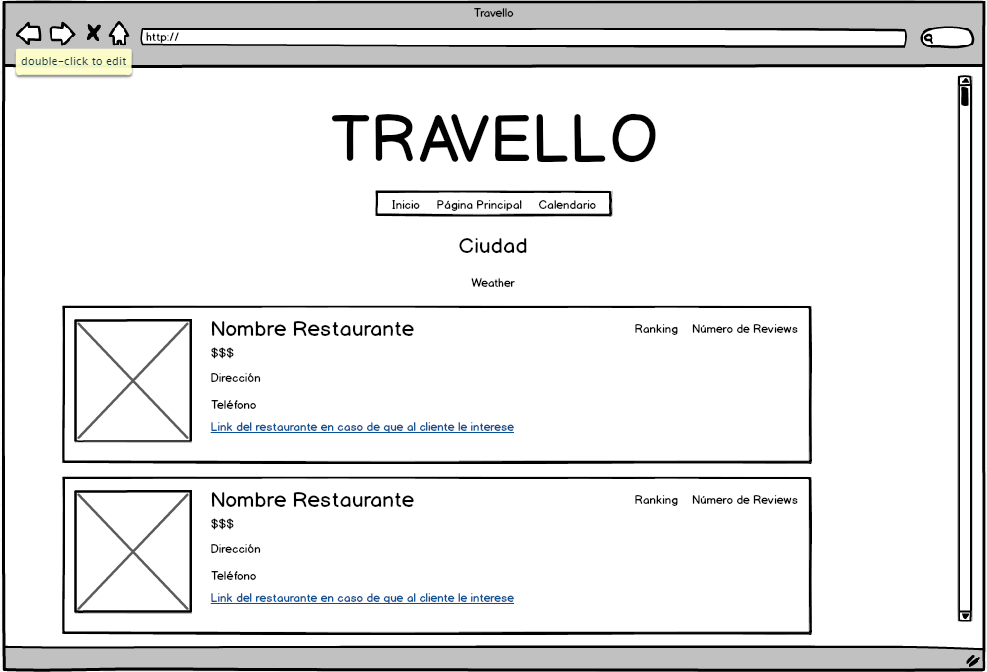 Travello
http://
double-click to edit
TRAVELLO
Inicio Página Principal Calendario
Ciudad
Weather
Nombre Restaurante Ranking Número de Reviews
$$$
Dirección
Teléfono
Link del restaurante en caso de que al cliente le interese
Nombre Restaurante Ranking Número de Reviews
$$$
Dirección
Teléfono
Link del restaurante en caso de que al cliente le interese